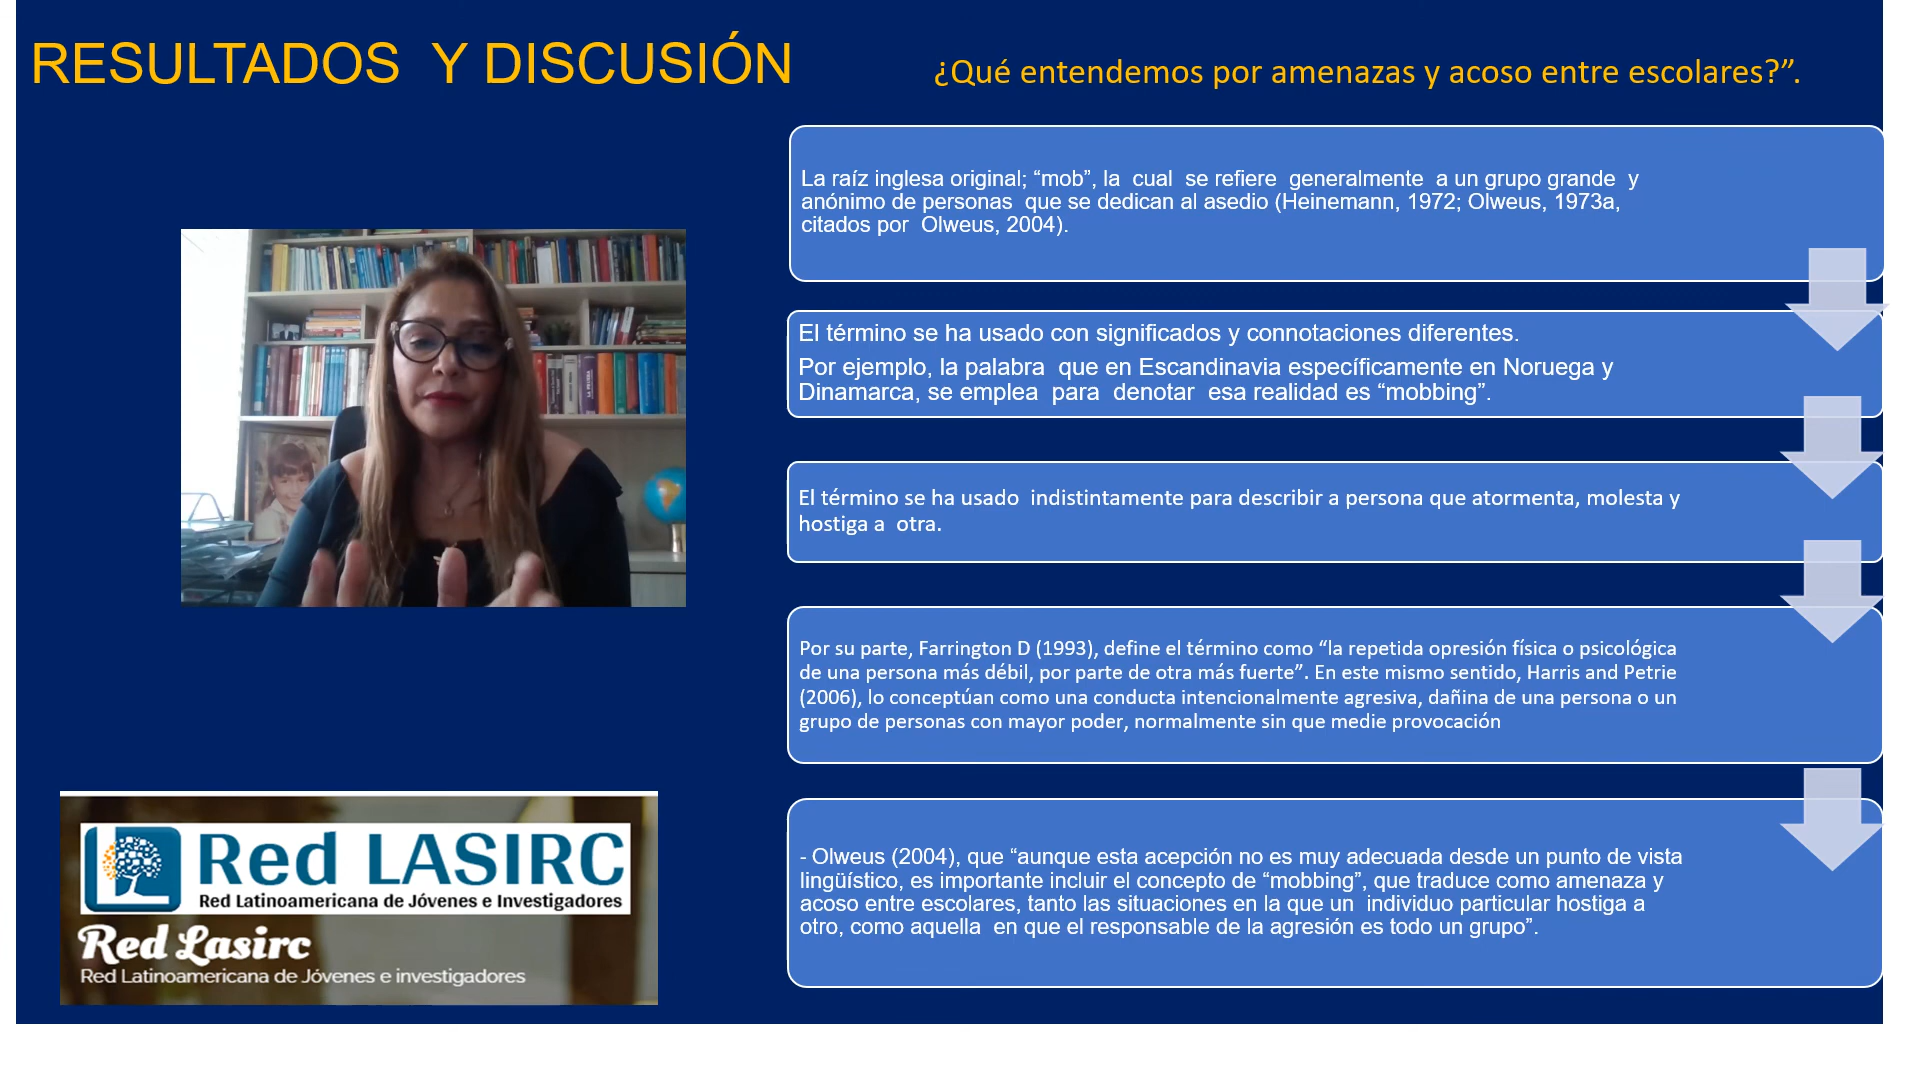 RESULTADOS Y DISCUSIÓN
¿Qué entendemos por amenazas y acoso entre escolares?”.
La raíz inglesa original; “mob”, la cual se refiere generalmente a un grupo grande y
anónimo de personas que se dedican al asedio (Heinemann, 1972; Olweus, 1973a,
citados por Olweus, 2004).
El término se ha usado con significados y connotaciones diferentes.
Por ejemplo, la palabra que en Escandinavia específicamente en Noruega y
Dinamarca, se emplea para denotar esa realidad es “mobbing”.
El término se ha usado indistintamente para describir a persona que atormenta, molesta y
hostiga a otra.
Por su parte, Farrington D (1993), define el término como “la repetida opresión física o psicológica
de una persona más débil, por parte de otra más fuerte”. En este mismo sentido, Harris and Petrie
(2006), lo conceptúan como una conducta intencionalmente agresiva, dañina de una persona o un
grupo de personas con mayor poder, normalmente sin que medie provocación
- Olweus (2004), que “aunque esta acepción no es muy adecuada desde un punto de vista
lingüístico, es importante incluir el concepto de “mobbing”, que traduce como amenaza y
acoso entre escolares, tanto las situaciones en la que un individuo particular hostiga a
otro, como aquella en que el responsable de la agresión es todo un grupo”.
Red LASIRC
Red Latinoamericana de Jóvenes e Investigadores
Red Lasirc
Red Latinoamericana de Jóvenes e investigadores